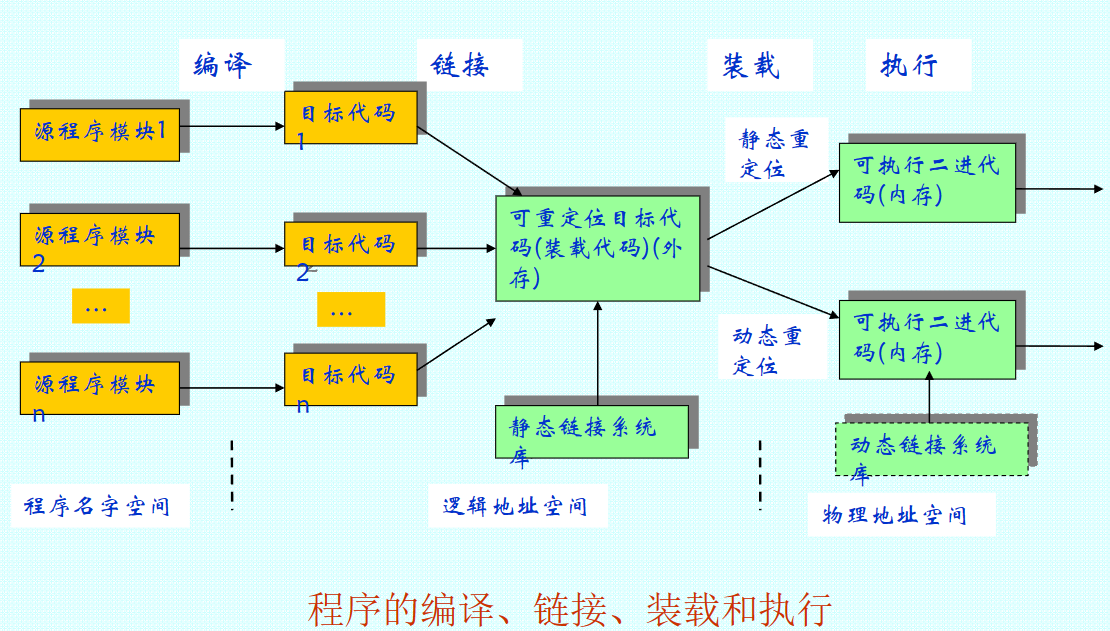 编译
链接
装载
执行
源程序模块1
目标代码
1
静态重
定位
可执行二进代
码(内存)
源程序模块
2
目标代码
2
可重定位目标代
码(装载代码)(外
存)
...
...
动态重
定位
可执行二进代
码(内存)
源程序模块
n
目标代码
n
静态链接系统
库
动态链接系统
库
程序名字空间
逻辑地址空间
物理地址空间
程序的编译、链接、装载和执行